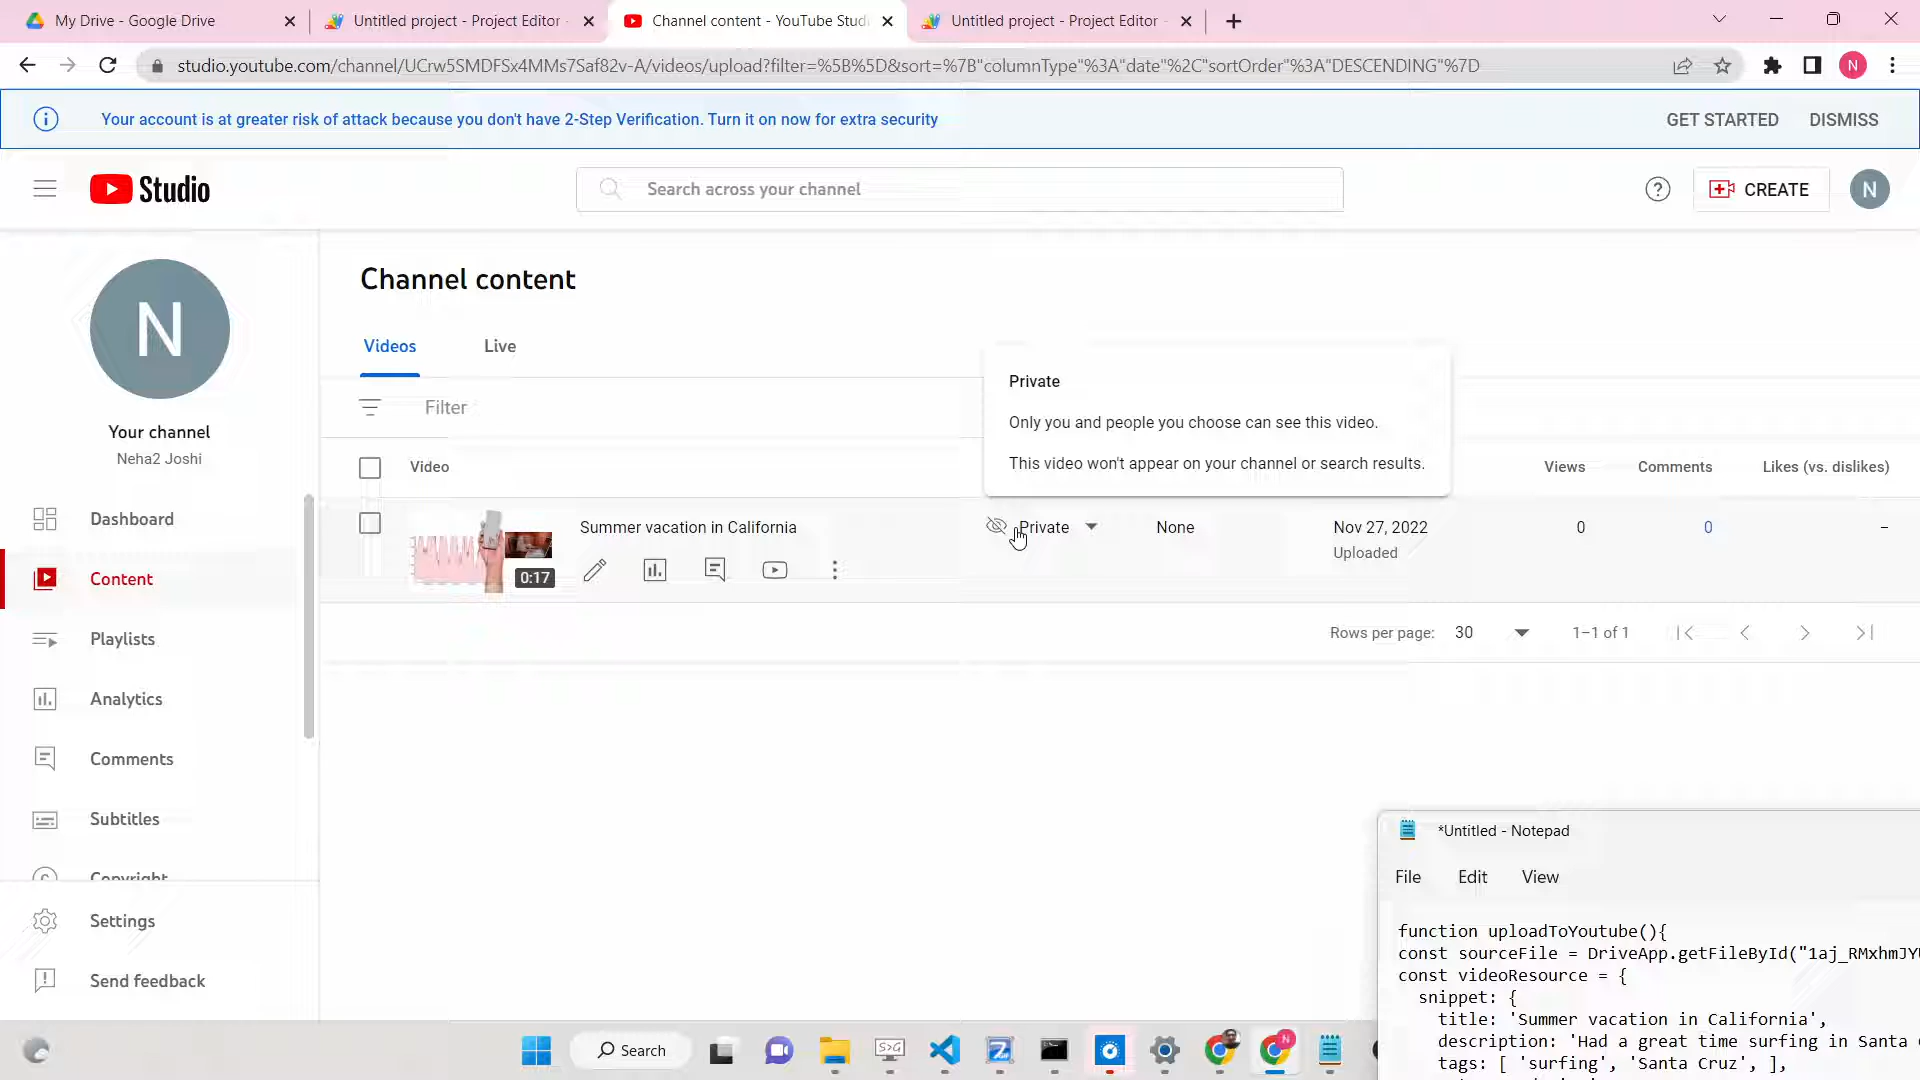 My Drive - Google Drive
Untitled project - Project Editor -
Channel content - YouTube Studi
Untitled project - Project Editor -
studio.youtube.com/channel/UCrw5SMDFSx4MMs7Saf82v-A/videos/upload?filter=%5B%5D&sort=%7B"columnType"%3A"date"%2C"sortOrder"%3A"DESCENDING"%7D
N
Your account is at greater risk of attack because you don't have 2-Step Verification. Turn it on now for extra security
GET STARTED
DISMISS
Studio
Search across your channel
CREATE
N
N
Your channel
Neha2 Joshi
Dashboard
Content
Playlists
Analytics
Comments
Subtitles
Copyright
Settings
Send feedback
Channel content
Videos
Live
Filter
Private
Only you and people you choose can see this video.
This video won't appear on your channel or search results.
Video
Views
Comments
Likes (vs. dislikes)
0:17
Summer vacation in California
Private
None
Nov 27, 2022
Uploaded
0
0
–
Rows per page:
30
1–1 of 1
*Untitled - Notepad
File
Edit
View
function uploadToYoutube(){
const sourceFile = DriveApp.getFileById("1aj_RMxhmJY
const videoResource = {
snippet: {
title: 'Summer vacation in California',
description: 'Had a great time surfing in Santa
tags: [ 'surfing', 'Santa Cruz', ],
Search